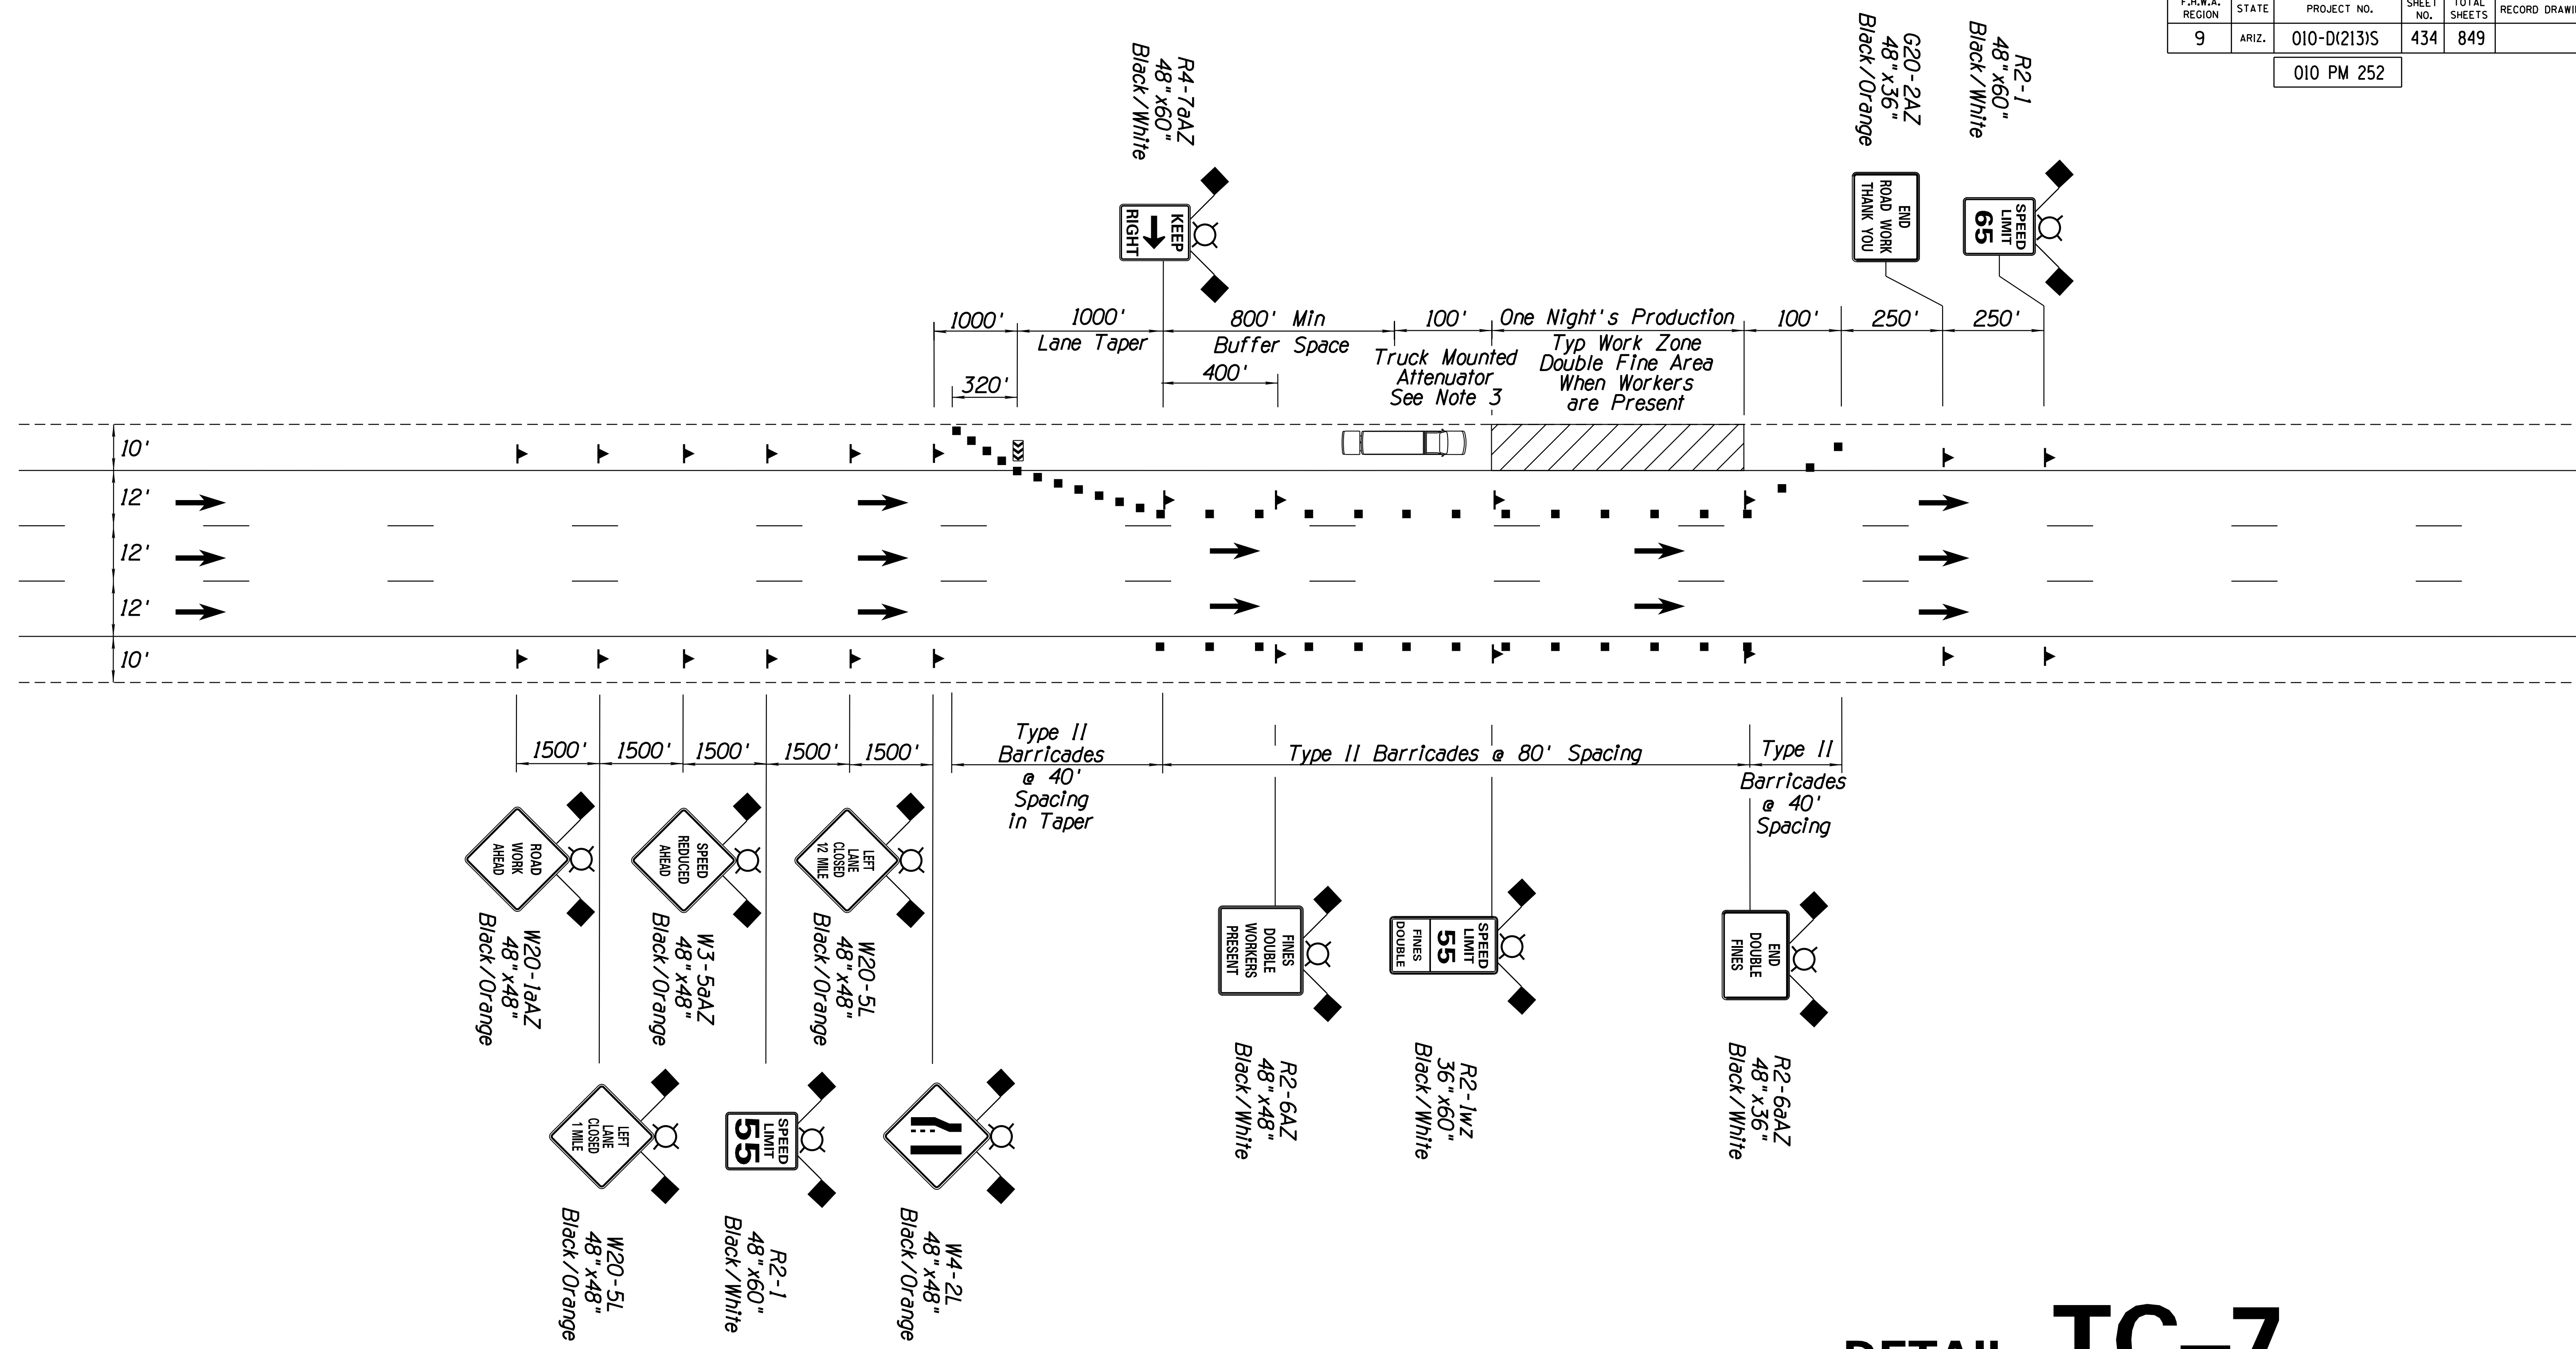 F.H.W.A. REGION
STATE
PROJECT NO.
SHEET NO.
TOTAL SHEETS
9
ARIZ.
010-D(213)S
434
849
010 PM 252
R4-7aAZ
48"x60"
Black/White
KEEP
RIGHT
G20-2AZ
48"x36"
Black/Orange
END
ROAD WORK
THANK YOU
R2-1
48"x60"
Black/White
SPEED
LIMIT
65
1000'
1000'
Lane Taper
800' Min
Buffer Space
100'
One Night's Production
100'
250'
250'
320'
400'
Truck Mounted
Attenuator
See Note 3
Typ Work Zone
Double Fine Area
When Workers
are Present
10'
12'
12'
12'
10'
1500'
1500'
1500'
1500'
1500'
Type II
Barricades
@ 40'
Spacing
in Taper
Type II Barricades @ 80' Spacing
Type II
Barricades
@ 40'
Spacing
ROAD
WORK
AHEAD
W20-1aAZ
48"x48"
Black/Orange
SPEED
REDUCED
AHEAD
W3-5aAZ
48"x48"
Black/Orange
LEFT
LANE
CLOSED
1/2 MILE
W20-5L
48"x48"
Black/Orange
FINES
DOUBLE
WORKERS
PRESENT
R2-6AZ
48"x48"
Black/White
SPEED
LIMIT
55
FINES
DOUBLE
R2-1wz
36"x60"
Black/White
END
DOUBLE
FINES
R2-6aAZ
48"x36"
Black/White
LEFT
LANE
CLOSED
1 MILE
W20-5L
48"x48"
Black/Orange
SPEED
LIMIT
55
R2-1
48"x60"
Black/White
W4-2L
48"x48"
Black/Orange
DETAIL TC-7